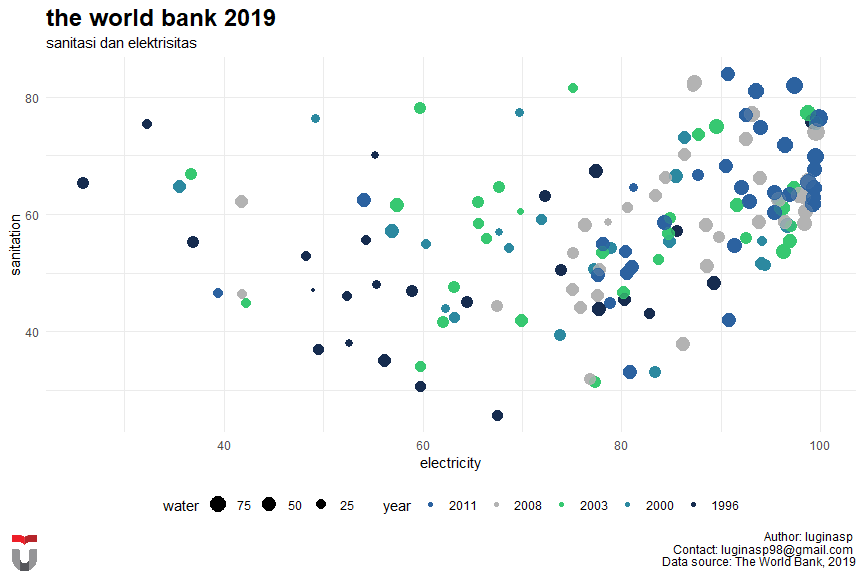 the world bank 2019
sanitasi dan elektrisitas
80
60
40
sanitation
40 60 80 100
electricity
water 75 50 25 year 2011 2008 2003 2000 1996
Author: luginasp
Contact: luginasp98@gmail.com
Data source: The World Bank, 2019